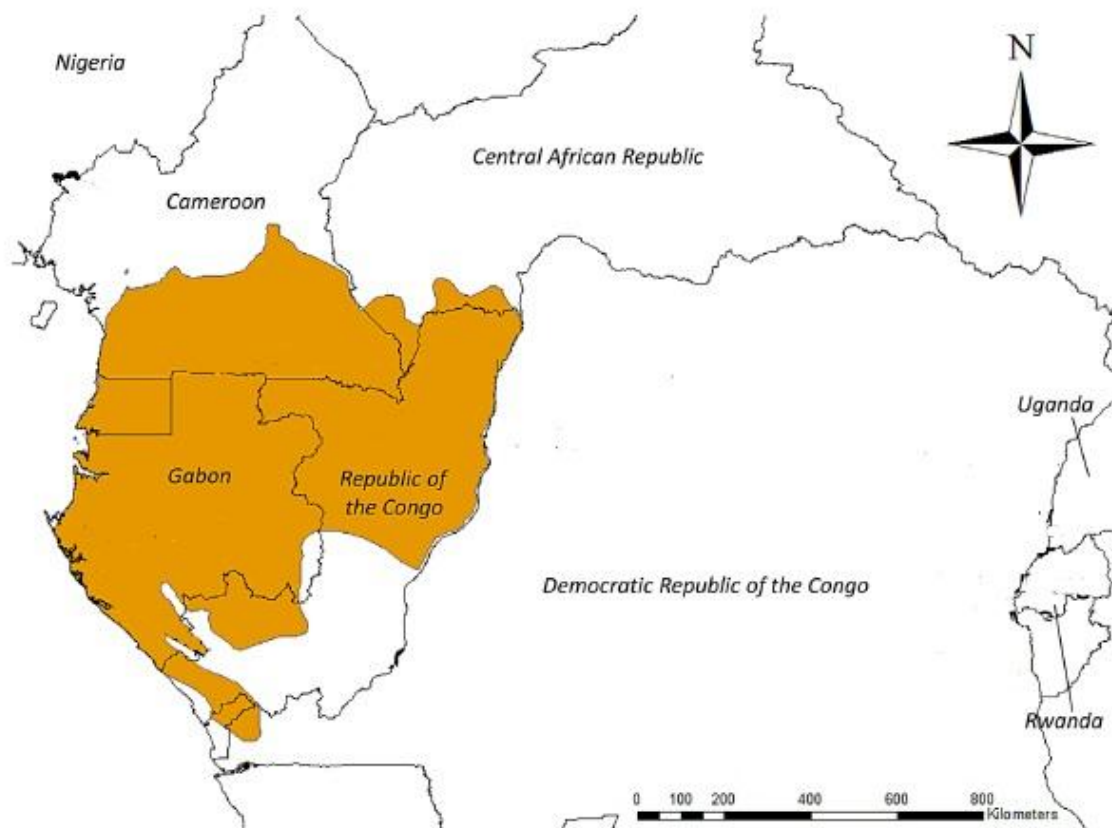 Nigeria
N
Central African Republic
Cameroon
Uganda
Gabon
Republic of
the Congo
Democratic Republic of the Congo
Rwanda
0 100 200 400 600 800
Kilometers